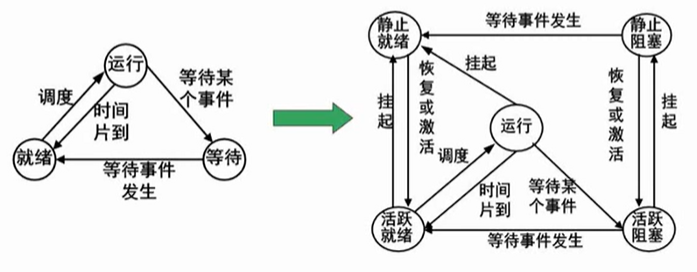 运行
调度
时间
片到
等待某
个事件
就绪
等待
等待事件
发生
静止
就绪
等待事件发生
静止
阻塞
挂起
恢复或激活
挂起
运行
恢复或激活
挂起
调度
时间
片到
等待某
个事件
活跃
就绪
等待事件发生
活跃
阻塞